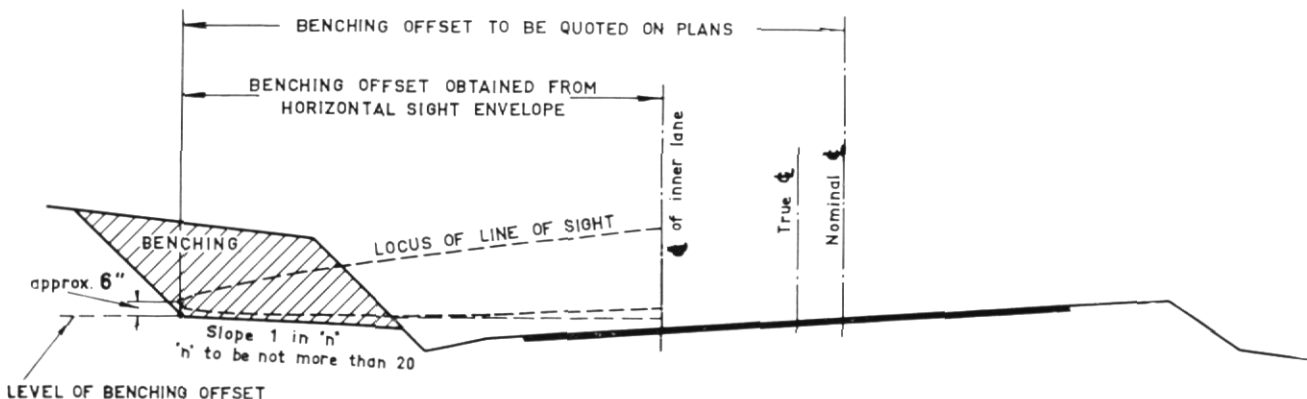 BENCHING OFFSET TO BE QUOTED ON PLANS
BENCHING OFFSET OBTAINED FROM
HORIZONTAL SIGHT ENVELOPE
℄ of inner lane
True ℄
Nominal ℄
LOCUS OF LINE OF SIGHT
BENCHING
approx. 6"
Slope 1 in "n"
"n" to be not more than 20
LEVEL OF BENCHING OFFSET